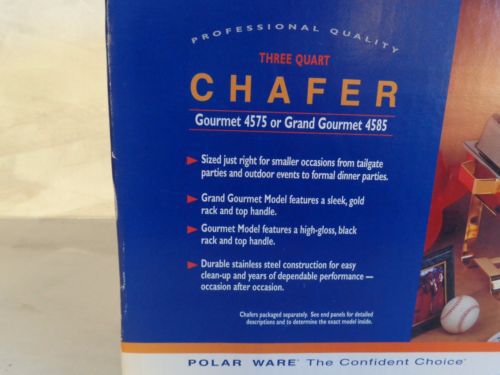 PROFESSIONAL QUALITY
THREE QUART
CHAFER
Gourmet 4575 or Grand Gourmet 4585
Sized just right for smaller occasions from tailgate
parties and outdoor events to formal dinner parties.
Grand Gourmet Model features a sleek, gold
rack and top handle.
Gourmet Model features a high-gloss, black
rack and top handle.
Durable stainless steel construction for easy
clean-up and years of dependable performance —
occasion after occasion.
Chafers packaged separately. See end panels for detailed
descriptions and to determine the exact model inside.
POLAR WARE® The Confident Choice®